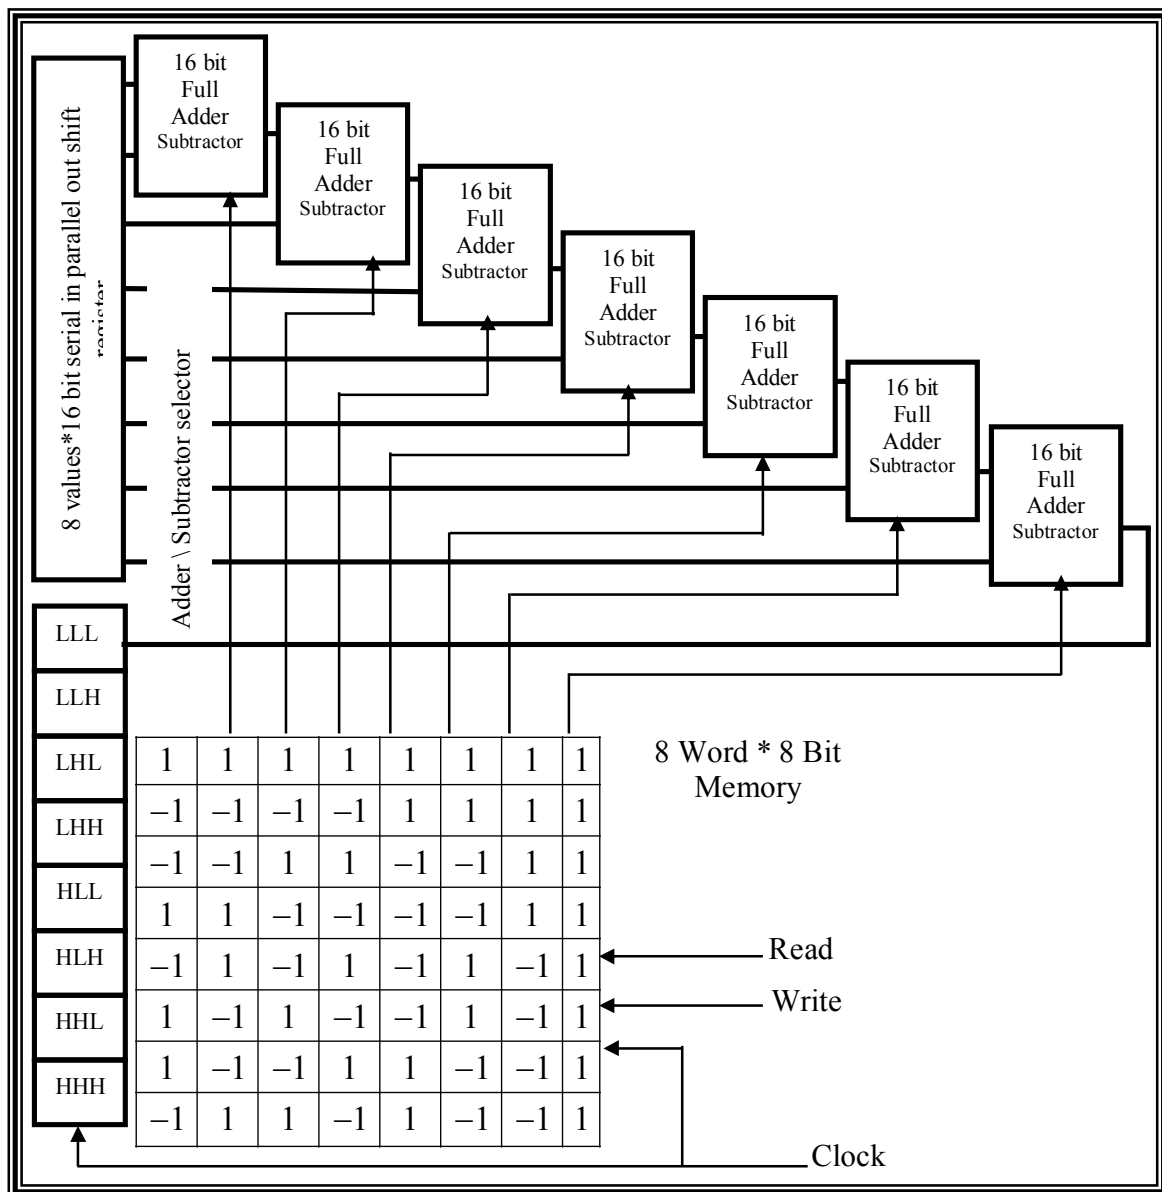 16 bit
Full
Adder
Subtractor
16 bit
Full
Adder
Subtractor
16 bit
Full
Adder
Subtractor
16 bit
Full
Adder
Subtractor
16 bit
Full
Adder
Subtractor
16 bit
Full
Adder
Subtractor
16 bit
Full
Adder
Subtractor
8 values*16 bit serial in parallel out shift
register
Adder \ Subtractor selector
LLL
LLH
LHL
LHH
HLL
HLH
HHL
HHH
1 1 1 1 1 1 1 1
–1 –1 –1 –1 1 1 1 1
–1 –1 1 1 –1 –1 1 1
1 1 –1 –1 –1 –1 1 1
–1 1 –1 1 –1 1 –1 1
1 –1 1 –1 –1 1 –1 1
1 –1 –1 1 1 –1 –1 1
–1 1 1 –1 1 –1 –1 1
8 Word * 8 Bit
Memory
Read
Write
Clock